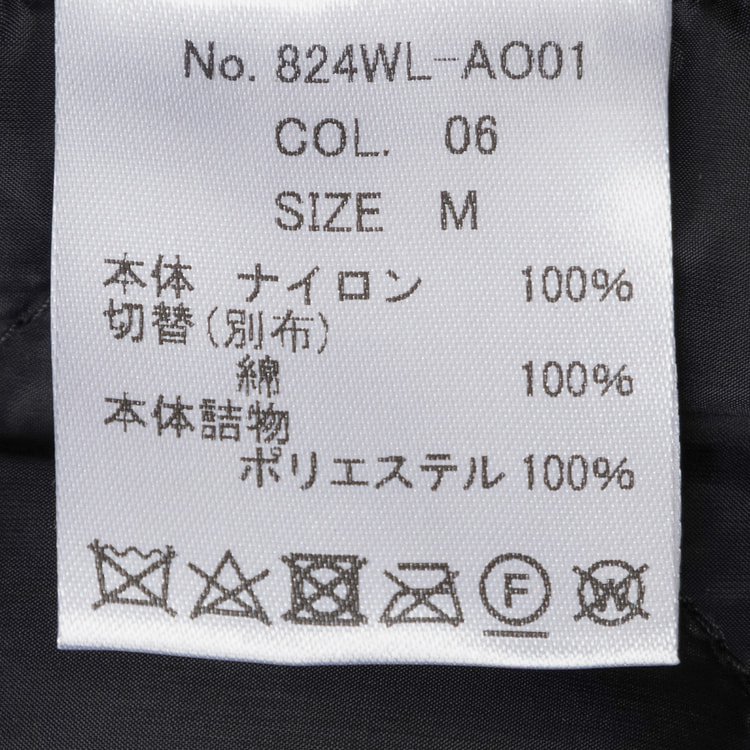 No. 824WL-AO01
COL. 06
SIZE M
本体 ナイロン 100%
切替(別布)
綿 100%
本体詰物
ポリエステル 100%
F
W